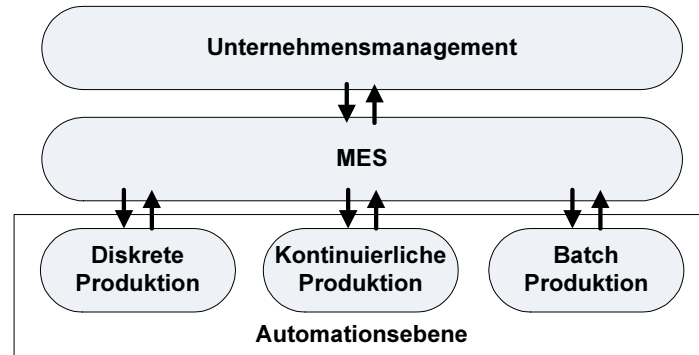 Unternehmensmanagement
MES
Diskrete
Produktion
Kontinuierliche
Produktion
Batch
Produktion
Automationsebene